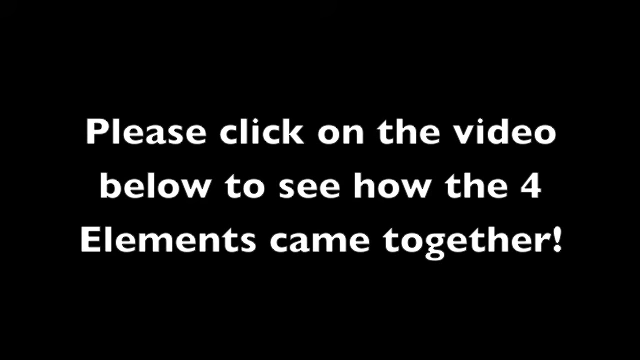 Please click on the video
below to see how the 4
Elements came together!